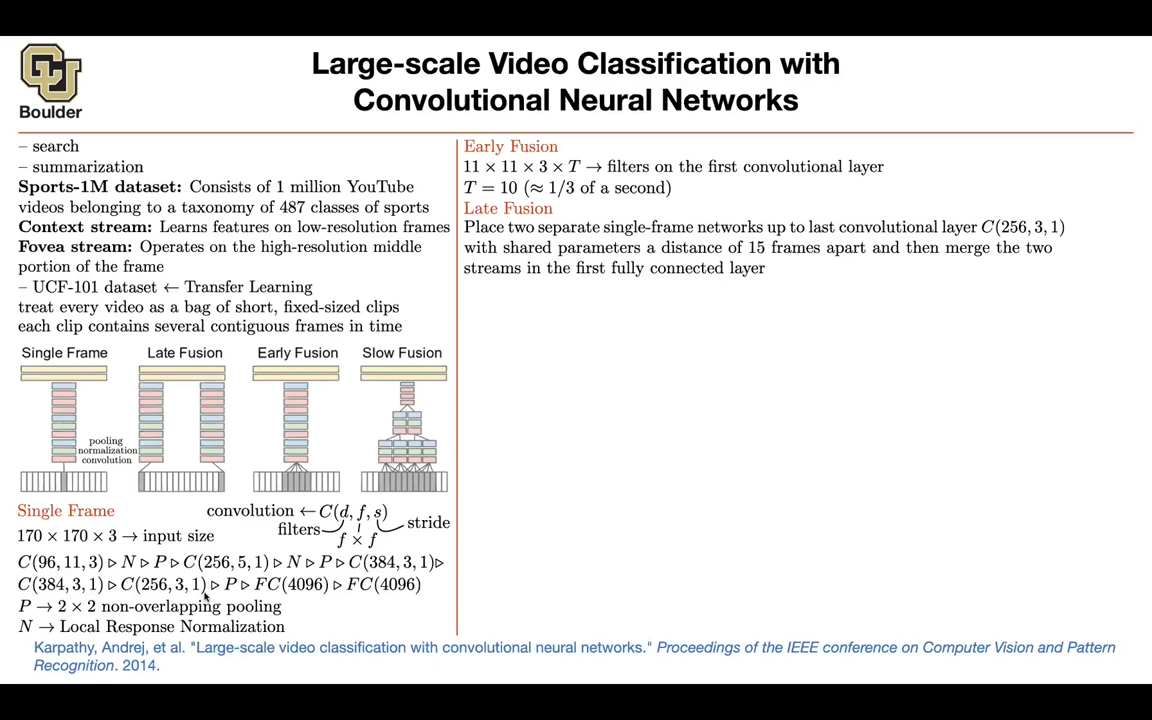 Boulder
Large-scale Video Classification with
Convolutional Neural Networks
– search
– summarization
Sports-1M dataset: Consists of 1 million YouTube
videos belonging to a taxonomy of 487 classes of sports
Context stream: Learns features on low-resolution frames
Fovea stream: Operates on the high-resolution middle
portion of the frame
– UCF-101 dataset ← Transfer Learning
treat every video as a bag of short, fixed-sized clips
each clip contains several contiguous frames in time
Single Frame Late Fusion Early Fusion Slow Fusion
pooling
normalization
convolution
Single Frame
convolution ← C(d, f, s)
filters stride
f × f
170 × 170 × 3 → input size
C(96, 11, 3) ▷ N ▷ P ▷ C(256, 5, 1) ▷ N ▷ P ▷ C(384, 3, 1)▷
C(384, 3, 1) ▷ C(256, 3, 1) ▷ P ▷ FC(4096) ▷ FC(4096)
P → 2 × 2 non-overlapping pooling
N → Local Response Normalization
Early Fusion
11 × 11 × 3 × T → filters on the first convolutional layer
T = 10 (≈ 1/3 of a second)
Late Fusion
Place two separate single-frame networks up to last convolutional layer C(256, 3, 1)
with shared parameters a distance of 15 frames apart and then merge the two
streams in the first fully connected layer
Karpathy, Andrej, et al. "Large-scale video classification with convolutional neural networks." Proceedings of the IEEE conference on Computer Vision and Pattern
Recognition. 2014.